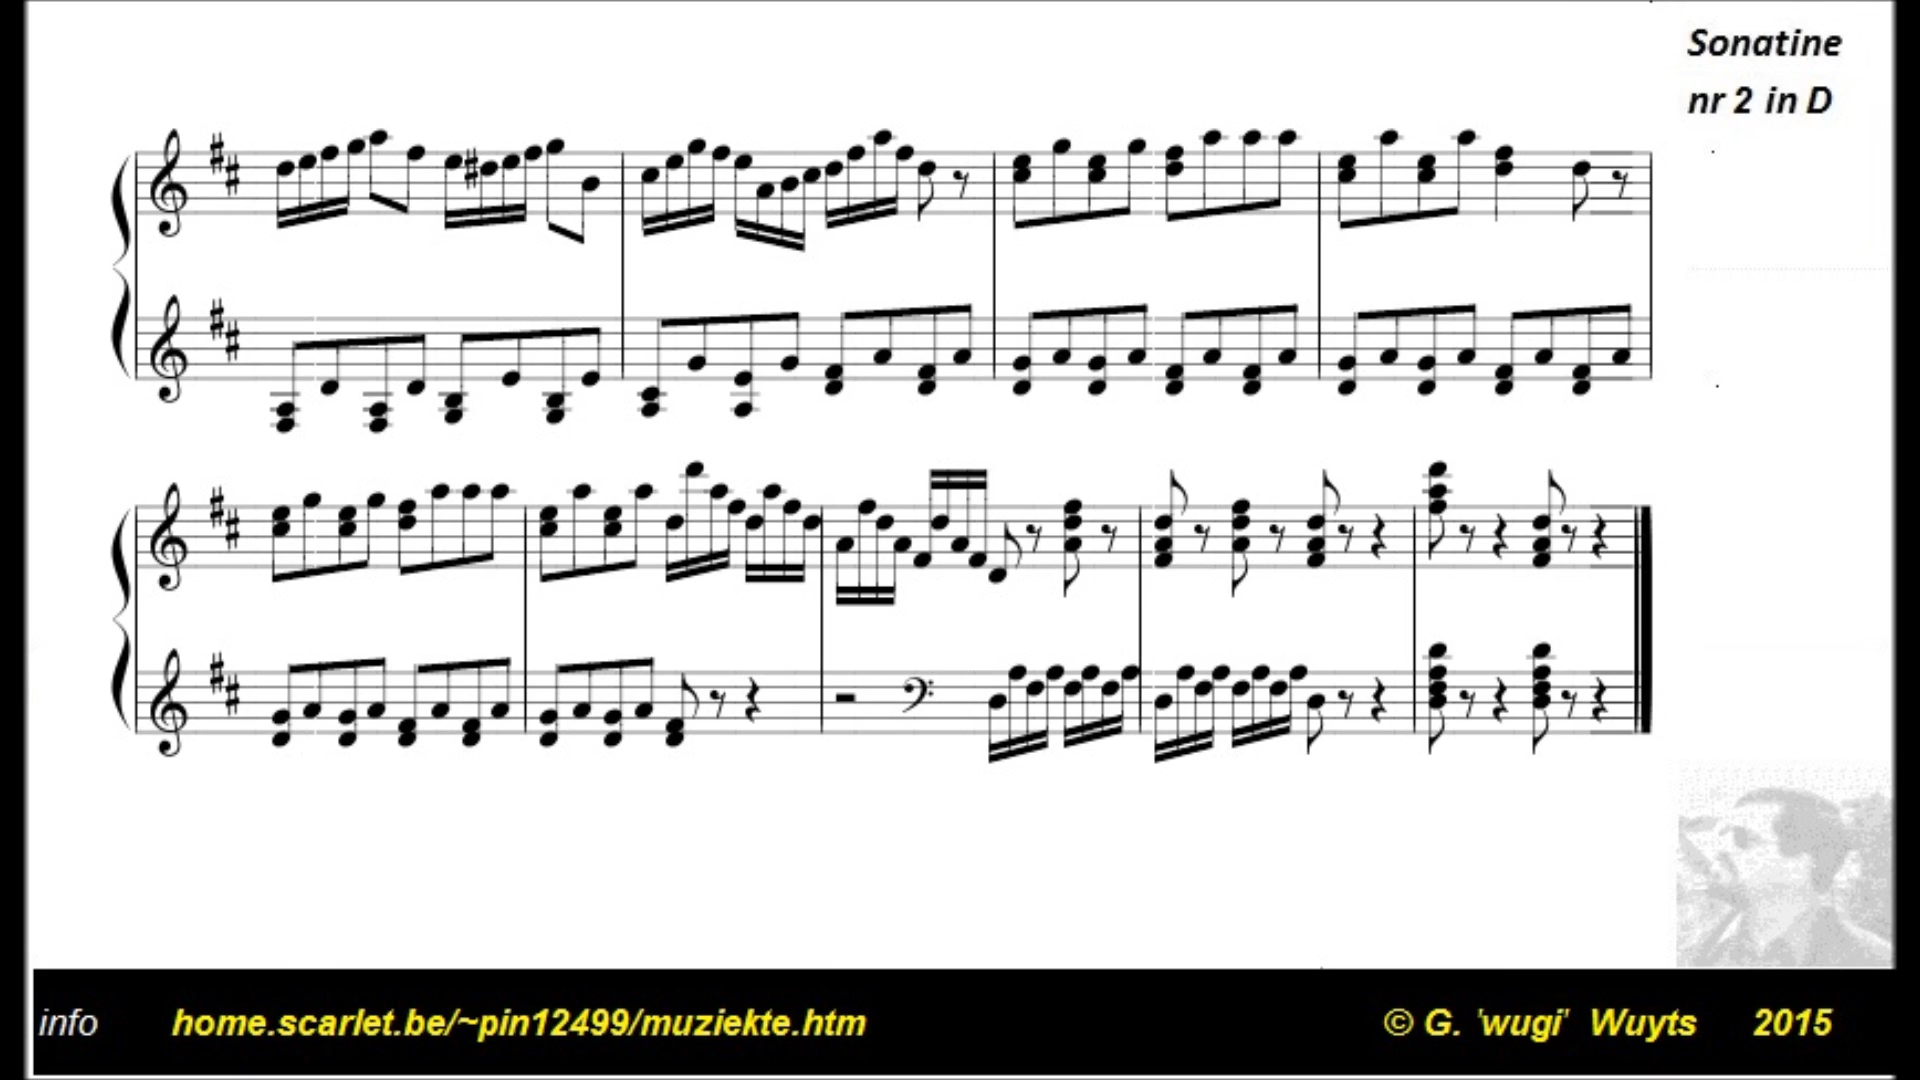 Sonatine
nr 2 in D
info home.scarlet.be/~pin12499/muziekte.htm © G. 'wugi' Wuyts 2015